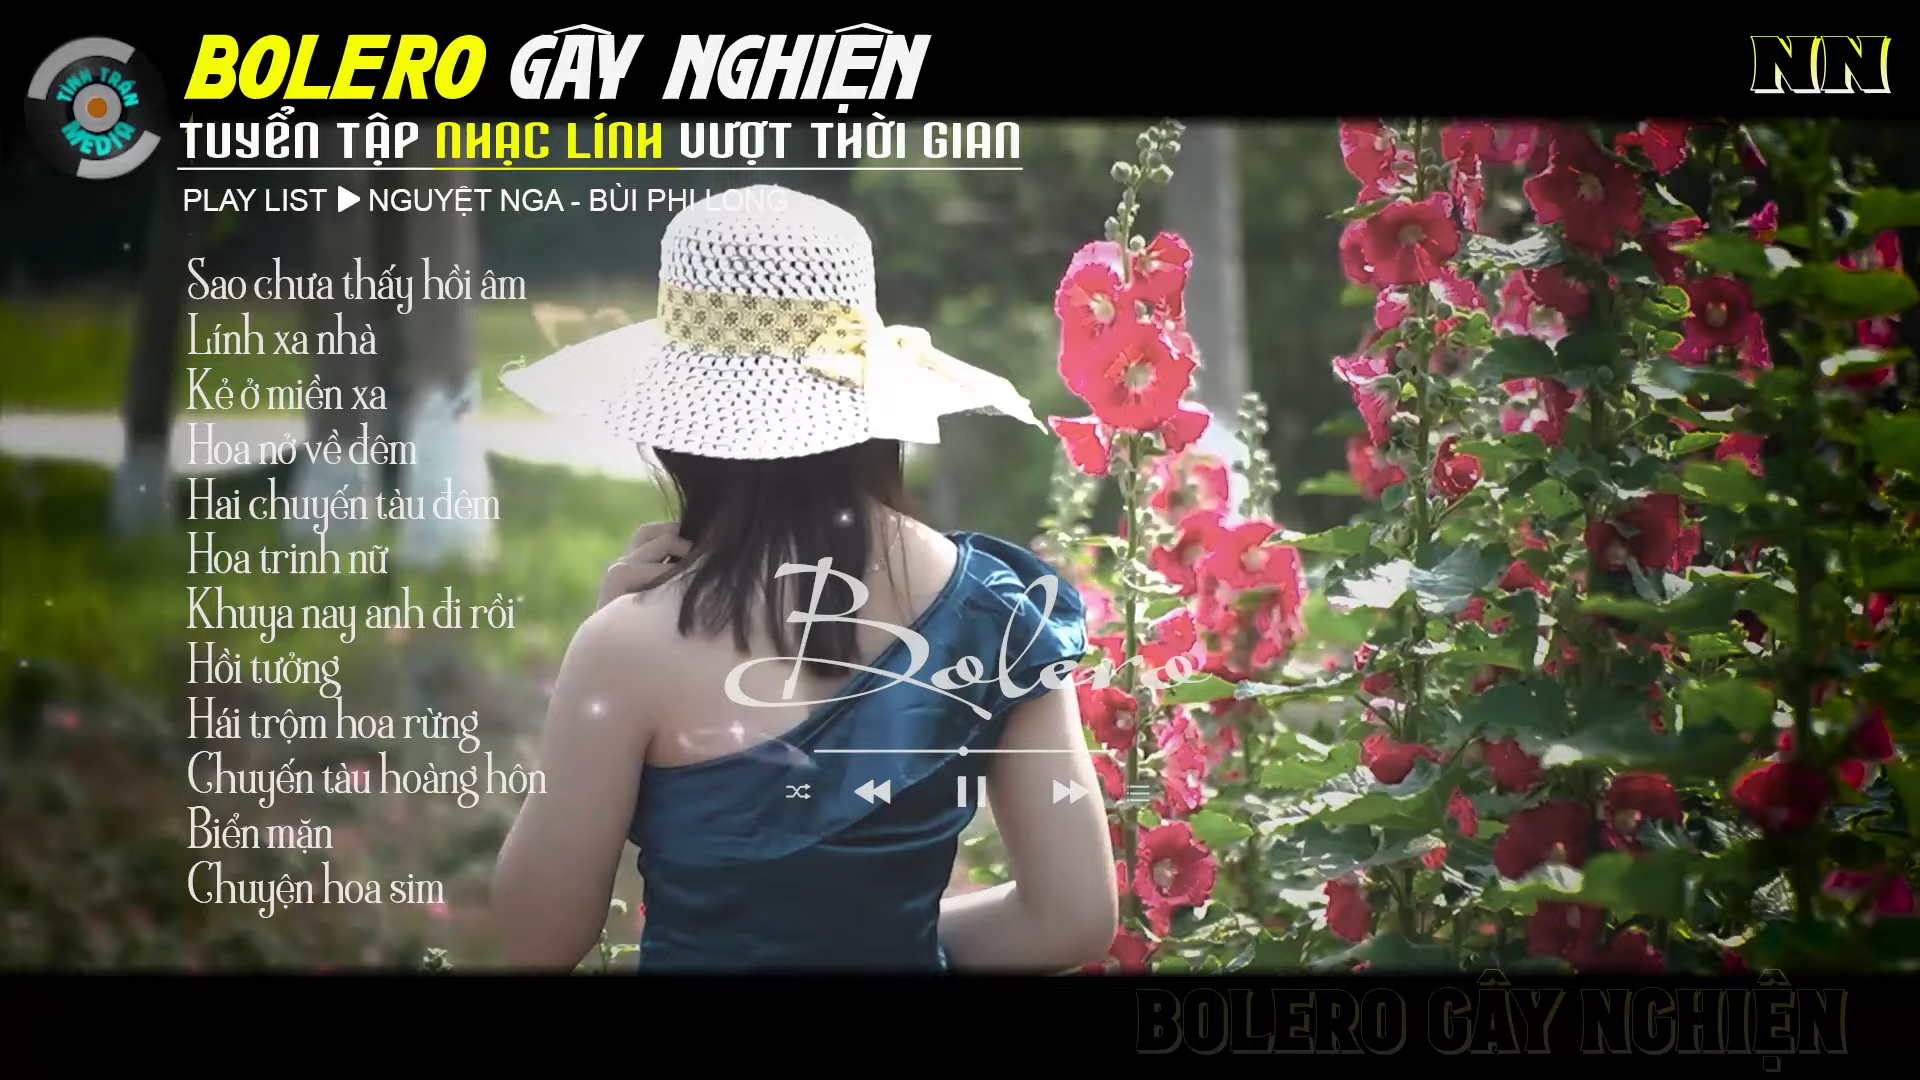 TÌNH TRẦN
MEDIA
BOLERO GÂY NGHIỆN
NN
TUYỂN TẬP NHẠC LÍNH VƯỢT THỜI GIAN
PLAY LIST NGUYỆT NGA - BÙI PHI LONG
Sao chưa thấy hồi âm
Lính xa nhà
Kẻ ở miền xa
Hoa nở về đêm
Hai chuyến tàu đêm
Hoa trinh nữ
Khuya nay anh đi rồi
Hồi tưởng
Hái trộm hoa rừng
Chuyến tàu hoàng hôn
Biển mặn
Chuyện hoa sim
Bolero
BOLERO GÂY NGHIỆN